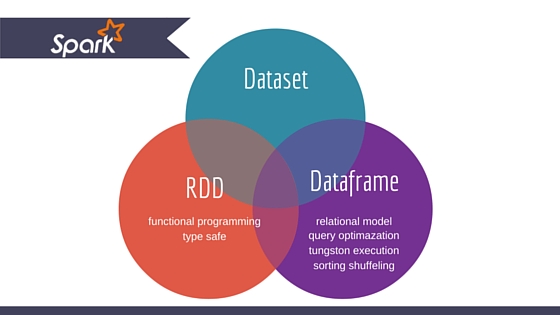 Spark
Dataset
RDD
functional programming
type safe
Dataframe
relational model
query optimazation
tungston execution
sorting shuffeling